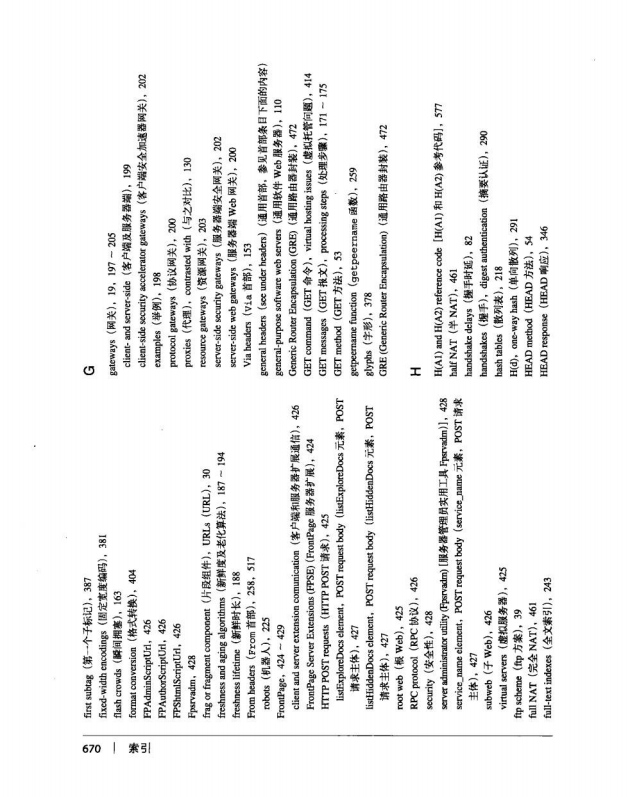 first subtag（第一个子标记），387
fixed-width encodings（固定宽度编码），381
flash crowds（瞬间拥塞），163
format conversion（格式转换），404
FPAdminScriptUrl，426
FPAuthorScriptUrl，426
FPShtmlScriptUrl，426
Fpsrvadm，428
frag or fragment component（片段组件），URLs（URL），30
freshness and aging algorithms（新鲜度及老化算法），187 ~ 194
freshness lifetime（新鲜时长），188
From headers（From 首部），258，517
robots（机器人），225
FrontPage，424 ~ 429
client and server extension comunication（客户端和服务器扩展通信），426
FrontPage Server Extensions (FPSE) (FrontPage 服务器扩展)，424
HTTP POST requests（HTTP POST 请求），425
listExploreDocs element，POST request body（listExploreDocs 元素，POST
请求主体），427
listHiddenDocs element，POST request body（listHiddenDocs 元素，POST
请求主体），427
root web（根 Web），425
RPC protocol（RPC 协议），426
security（安全性），428
server administrator utility (Fpsrvadm) [服务器管理员实用工具 Fpsrvadm)]，428
service_name element，POST request body（service_name 元素，POST 请求
主体），427
subweb（子 Web），426
virtual servers（虚拟服务器），425
ftp scheme（ftp 方案），39
full NAT（完全 NAT），461
full-text indexes（全文索引），243
G
gateways（网关），19，197 ~ 205
client- and server-side（客户端及服务器端），199
client-side security accelerator gateways（客户端安全加速器网关），202
examples（举例），198
protocol gateways（协议网关），200
proxies（代理），contrasted with（与之对比），130
resource gateways（资源网关），203
server-side security gateways（服务器端安全网关），202
server-side web gateways（服务器端 Web 网关），200
Via headers（Via 首部），153
general headers（see under headers）（通用首部，参见首部条目下面的内容）
general-purpose software web servers（通用软件 Web 服务器），110
Generic Router Encapsulation (GRE)（通用路由器封装），472
GET command（GET 命令），virtual hosting issues（虚拟托管问题），414
GET messages（GET 报文），processing steps（处理步骤），171 ~ 175
GET method（GET 方法），53
getpeername function（getpeername 函数），259
glyphs（字形），378
GRE (Generic Router Encapsulation)（通用路由器封装），472
H
H(A1) and H(A2) reference code［H(A1) 和 H(A2) 参考代码］，577
half NAT（半 NAT），461
handshake delays（握手时延），82
handshakes（握手），digest authentication（摘要认证），290
hash tables（散列表），218
H(d)，one-way hash（单向散列），291
HEAD method（HEAD 方法），54
HEAD response（HEAD 响应），346
670 | 索引